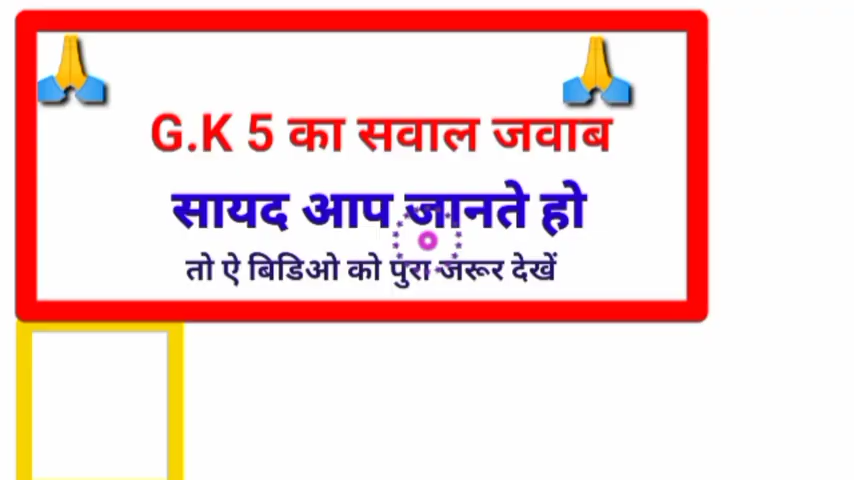 G.K 5 का सवाल जवाब
सायद आप जानते हो
तो ऐ बिडिओ को पुरा जरूर देखें